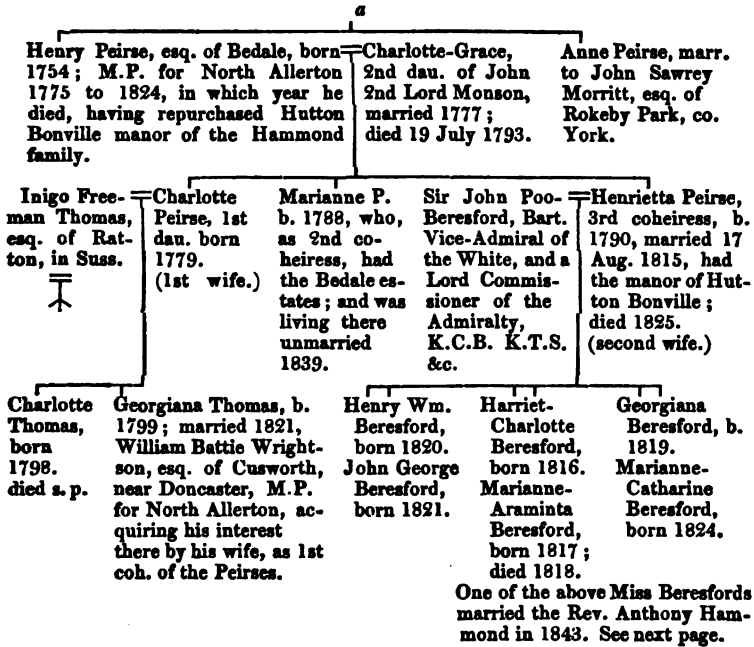 a
Henry Peirse, esq. of Bedale, born
1754; M.P. for North Allerton
1775 to 1824, in which year he
died, having repurchased Hutton
Bonville manor of the Hammond
family.
Charlotte-Grace,
2nd dau. of John
2nd Lord Monson,
married 1777;
died 19 July 1793.
Anne Peirse, marr.
to John Sawrey
Morritt, esq. of
Rokeby Park, co.
York.
Inigo Free-
man Thomas,
esq. of Rat-
ton, in Suss.
Charlotte
Peirse, 1st
dau. born
1779.
(1st wife.)
Marianne P.
b. 1788, who,
as 2nd co-
heiress, had
the Bedale es-
tates; and was
living there
unmarried
1839.
Sir John Poo-
Beresford, Bart.
Vice-Admiral of
the White, and a
Lord Commis-
sioner of the
Admiralty,
K.C.B. K.T.S.
&c.
Henrietta Peirse,
3rd coheiress, b.
1790, married 17
Aug. 1815, had
the manor of Hut-
ton Bonville;
died 1825.
(second wife.)
Charlotte
Thomas,
born
1798.
died s. p.
Georgiana Thomas, b.
1799; married 1821,
William Battie Wright-
son, esq. of Cusworth,
near Doncaster, M.P.
for North Allerton, ac-
quiring his interest
there by his wife, as 1st
coh. of the Peirses.
Henry Wm.
Beresford,
born 1820.
John George
Beresford,
born 1821.
Harriet-
Charlotte
Beresford,
born 1816.
Marianne-
Araminta
Beresford,
born 1817;
died 1818.
Georgiana
Beresford, b.
1819.
Marianne-
Catharine
Beresford,
born 1824.
One of the above Miss Beresfords
married the Rev. Anthony Ham-
mond in 1843. See next page.